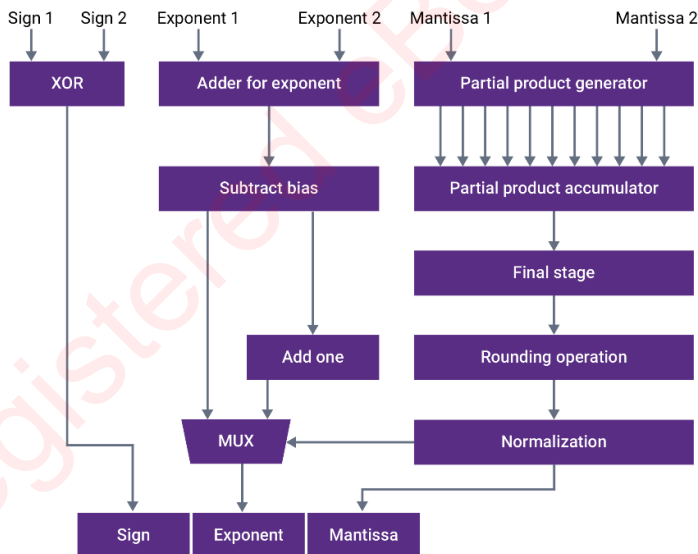 Sign 1 Sign 2 Exponent 1 Exponent 2 Mantissa 1 Mantissa 2
XOR Adder for exponent Partial product generator
Subtract bias Partial product accumulator
Final stage
Add one Rounding operation
MUX Normalization
Sign Exponent Mantissa